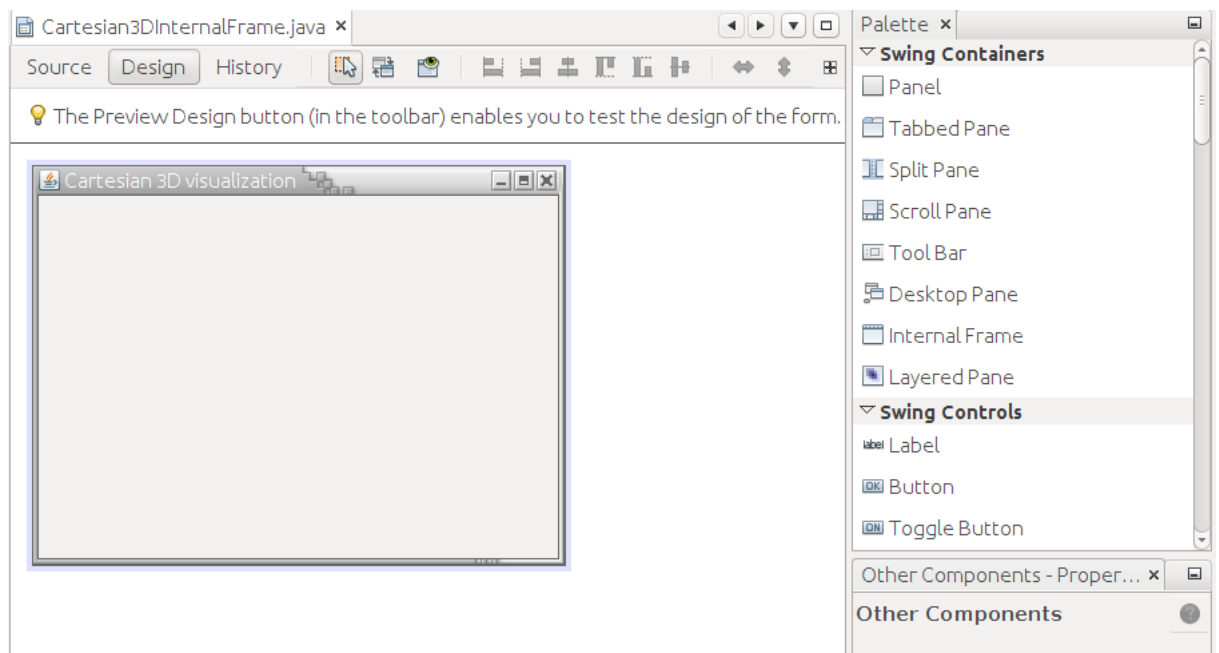 Cartesian3DInternalFrame.java
Source Design History
The Preview Design button (in the toolbar) enables you to test the design of the form.
Cartesian 3D visualization
Palette
Swing Containers
Panel
Tabbed Pane
Split Pane
Scroll Pane
Tool Bar
Desktop Pane
Internal Frame
Layered Pane
Swing Controls
label Label
OK Button
ON Toggle Button
Other Components - Proper...
Other Components
?